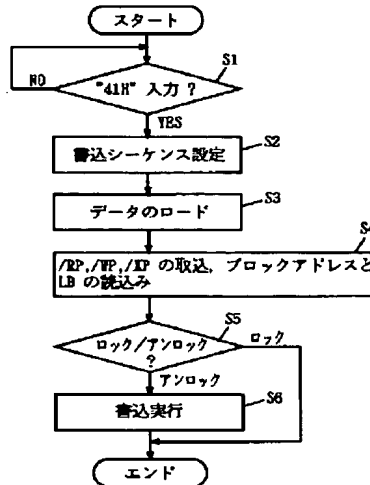 スタート
S1
"41H" 入力 ?
NO
YES
S2
書込シーケンス設定
S3
データのロード
S4
/RP,/WP,/XP の取込, ブロックアドレスと
LB の読込み
S5
ロック/アンロック
?
ロック
アンロック
S6
書込実行
エンド